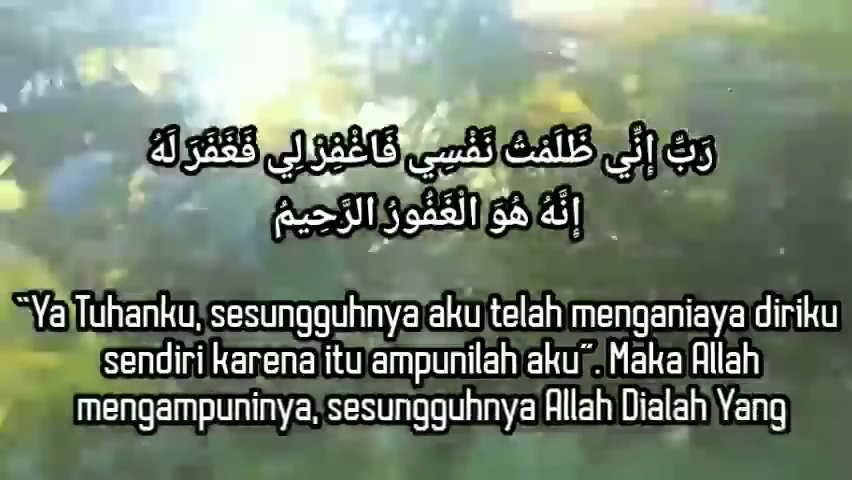 رَبِّ إِنِّي ظَلَمْتُ نَفْسِي فَاغْفِرْ لِي فَغَفَرَ لَهُ
إِنَّهُ هُوَ الْغَفُورُ الرَّحِيمُ
“Ya Tuhanku, sesungguhnya aku telah menganiaya diriku
sendiri karena itu ampunilah aku”. Maka Allah
mengampuninya, sesungguhnya Allah Dialah Yang